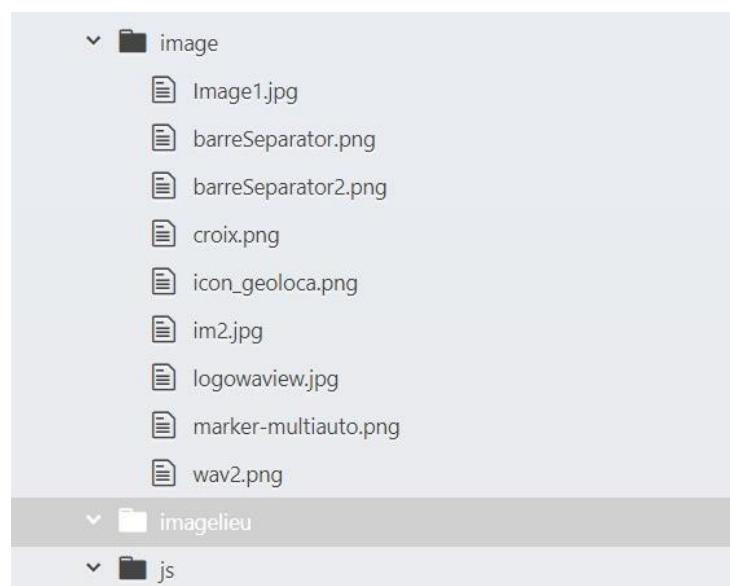 image
Image1.jpg
barreSeparator.png
barreSeparator2.png
croix.png
icon_geoloca.png
im2.jpg
logowaview.jpg
marker-multiauto.png
wav2.png
imagelieu
js